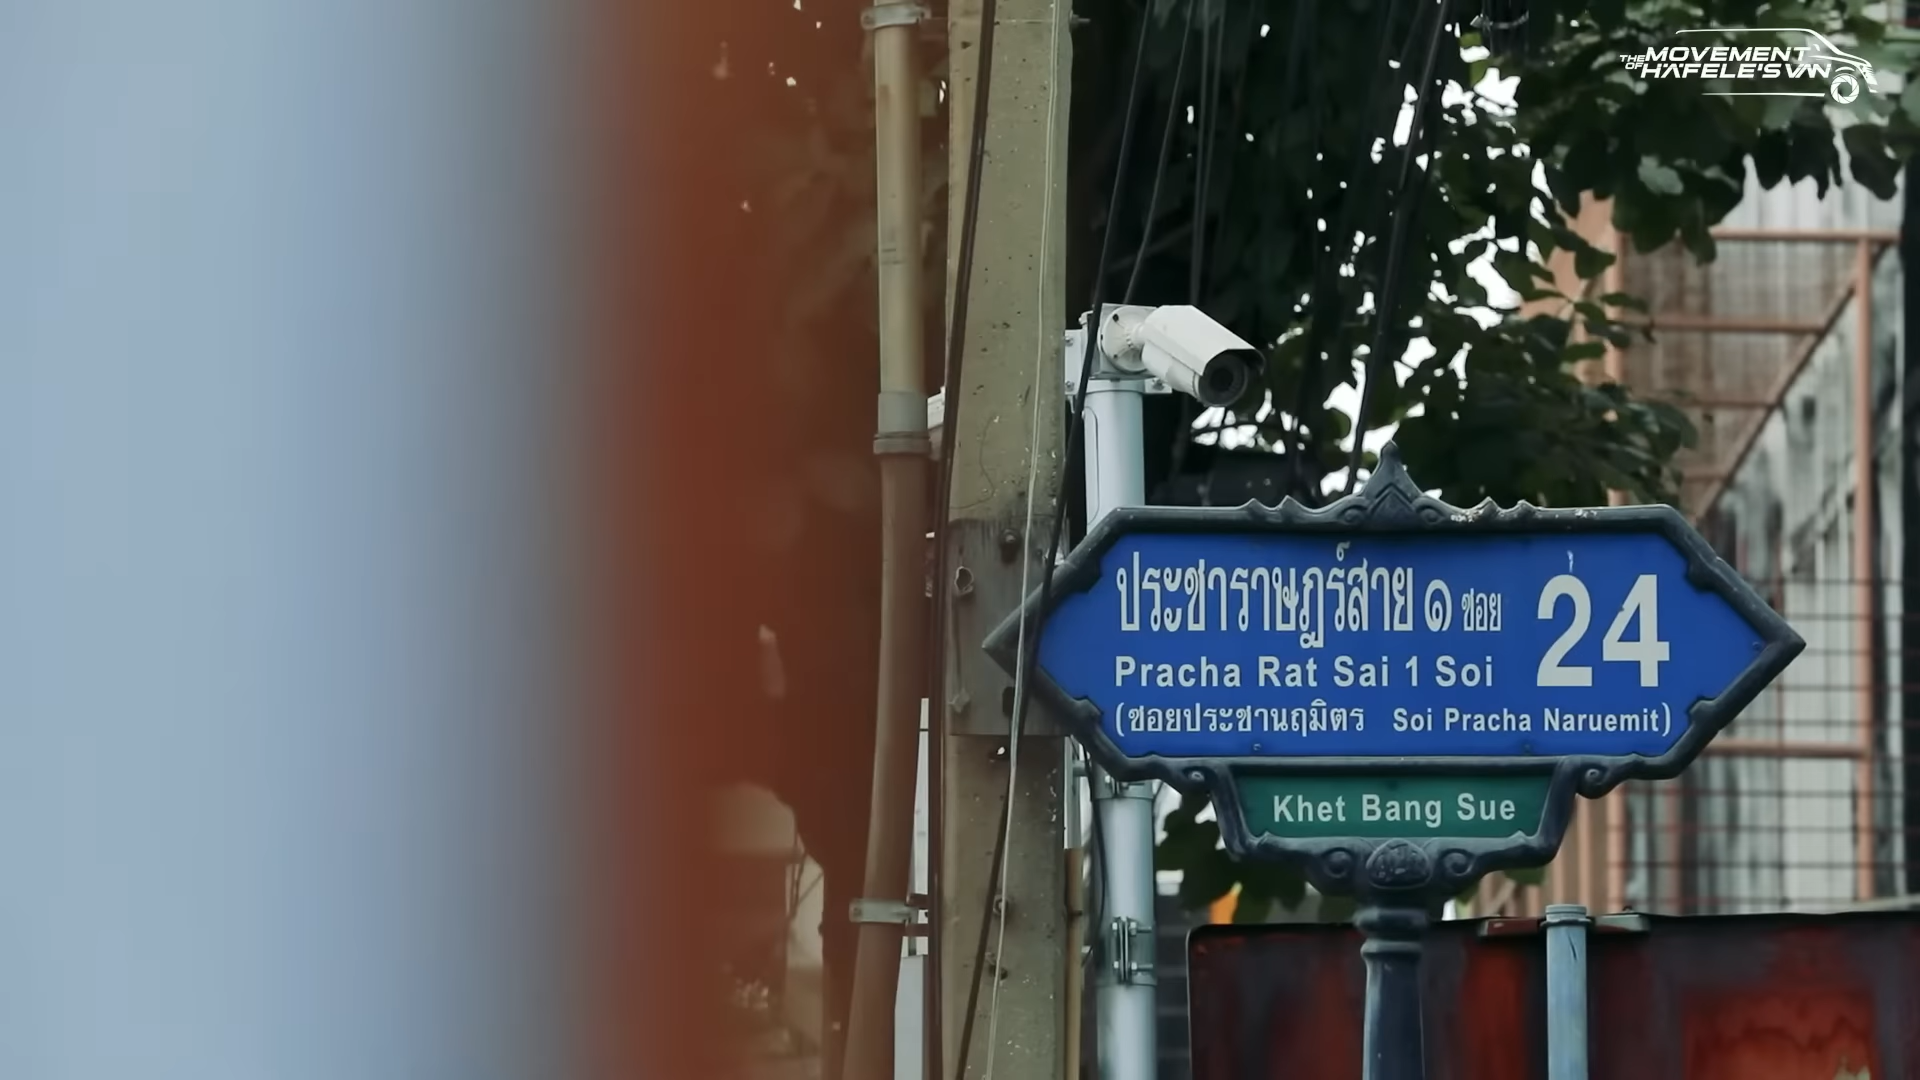 THE MOVEMENT
OF HÄFELE'S VAN
ประชาราษฎร์สาย ๑ ซอย 24
Pracha Rat Sai 1 Soi
(ซอยประชานฤมิตร Soi Pracha Naruemit)
Khet Bang Sue